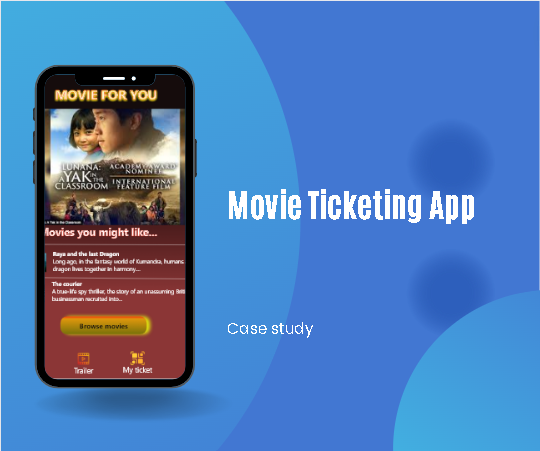 MOVIE FOR YOU
LUNANA:
A YAK IN THE
CLASSROOM
ACADEMY AWARD
NOMINEE
INTERNATIONAL
FEATURE FILM
Movies you might like...
Raya and the last Dragon
Long ago, in the fantasy world of Kumandra, humans
dragon lives together in harmony....
The courier
A true-life spy thriller, the story of an unassuming Briti
businessman recruited into...
Browse movies
Trailer
My ticket
Movie Ticketing App
Case study